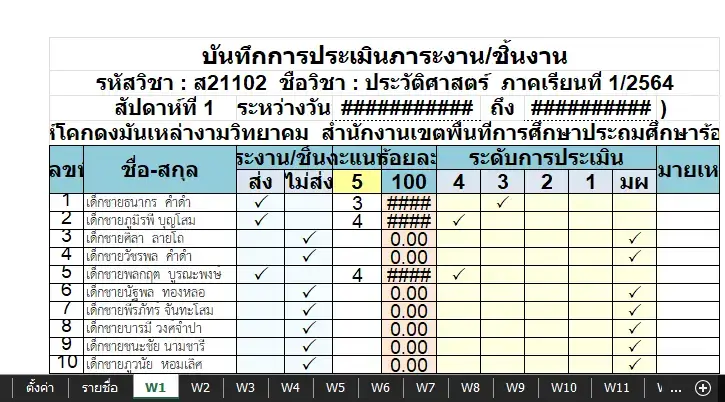 บันทึกการประเมินภาระงาน/ชิ้นงาน
รหัสวิชา : ส21102 ชื่อวิชา : ประวัติศาสตร์ ภาคเรียนที่ 1/2564
สัปดาห์ที่ 1 ระหว่างวัน ########### ถึง ########## )
ห์โคกดงมันเหล่างามวิทยาคม สำนักงานเขตพื้นที่การศึกษาประถมศึกษาร้อ
ลขที่ ชื่อ-สกุล ระงาน/ชิ้น ะแนน ร้อยละ ระดับการประเมิน มายเห
ส่ง ไม่ส่ง 5 100 4 3 2 1 มผ
1 เด็กชายธนากร คำดำ ✓ 3 #### ✓
2 เด็กชายภูมิรพี บุญโสม ✓ 4 #### ✓
3 เด็กชายศิลา ลายโถ ✓ 0.00 ✓
4 เด็กชายวัชรพล คำดำ ✓ 0.00 ✓
5 เด็กชายพลกฤต บูรณะพงษ ✓ 4 #### ✓
6 เด็กชายนัฐพล ทองหลอ ✓ 0.00 ✓
7 เด็กชายพีรภัทร์ จันทะโสม ✓ 0.00 ✓
8 เด็กชายบารมี วงศ์จำปา ✓ 0.00 ✓
9 เด็กชายชนะชัย นามชารี ✓ 0.00 ✓
10 เด็กชายภูวนัย หอมเลิศ ✓ 0.00 ✓
ตั้งค่า รายชื่อ W1 W2 W3 W4 W5 W6 W7 W8 W9 W10 W11 ...